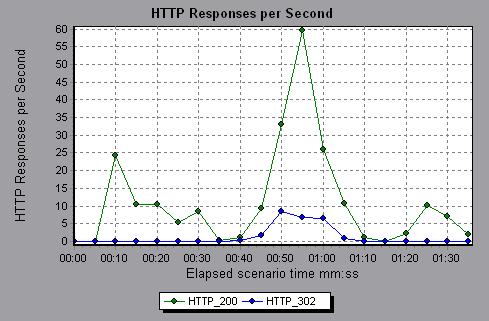 HTTP Responses per Second
HTTP Responses per Second
60
55
50
45
40
35
30
25
20
15
10
5
0
00:00 00:10 00:20 00:30 00:40 00:50 01:00 01:10 01:20 01:30
Elapsed scenario time mm:ss
HTTP_200 HTTP_302